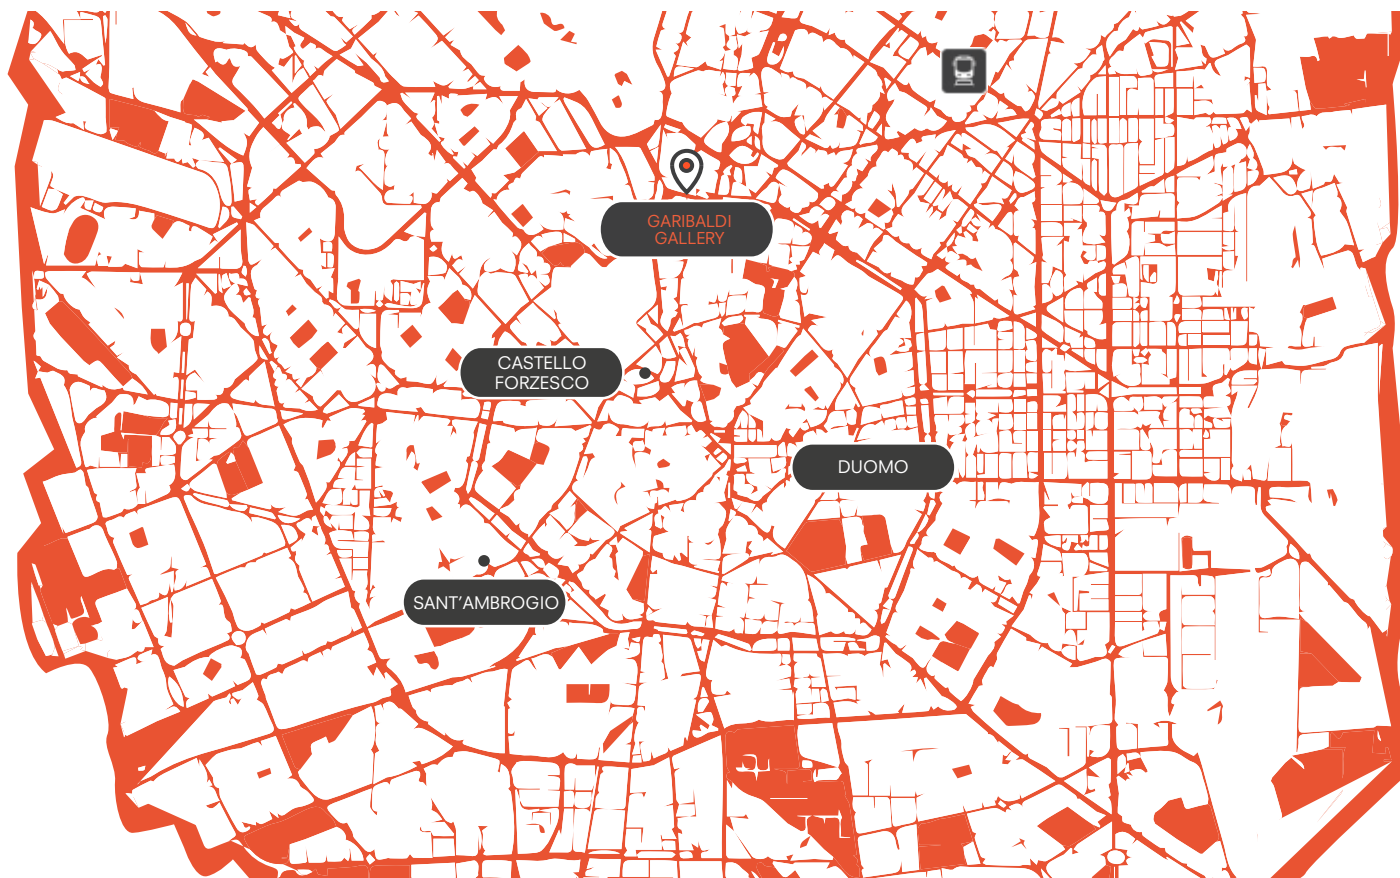 GARIBALDI
GALLERY
CASTELLO
FORZESCO
DUOMO
SANT'AMBROGIO